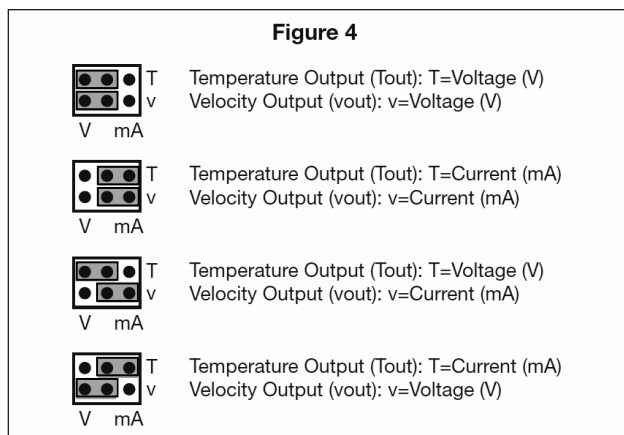 Figure 4
T Temperature Output (Tout): T=Voltage (V)
v Velocity Output (vout): v=Voltage (V)
V mA
T Temperature Output (Tout): T=Current (mA)
v Velocity Output (vout): v=Current (mA)
V mA
T Temperature Output (Tout): T=Voltage (V)
v Velocity Output (vout): v=Current (mA)
V mA
T Temperature Output (Tout): T=Current (mA)
v Velocity Output (vout): v=Voltage (V)
V mA